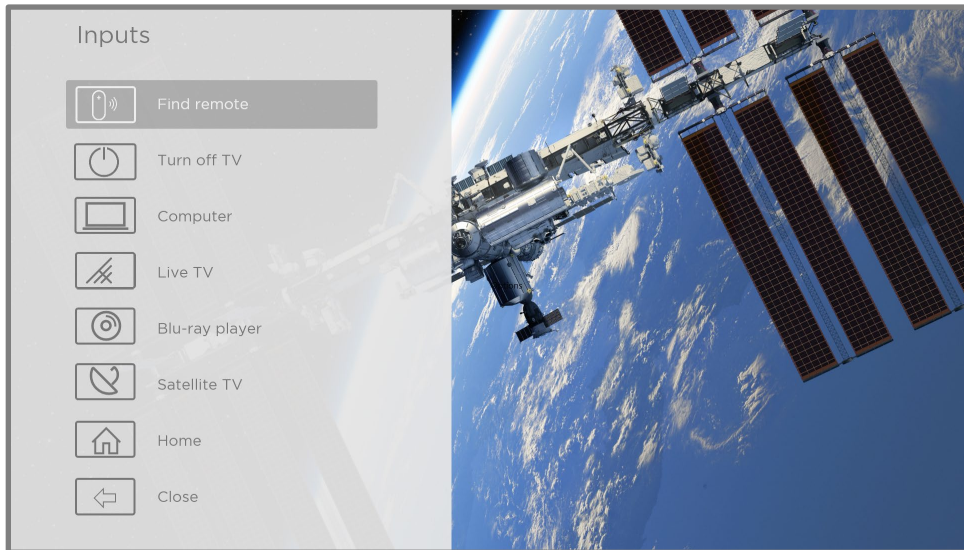 Inputs
Find remote
Turn off TV
Computer
Live TV
Blu-ray player
Satellite TV
Home
Close